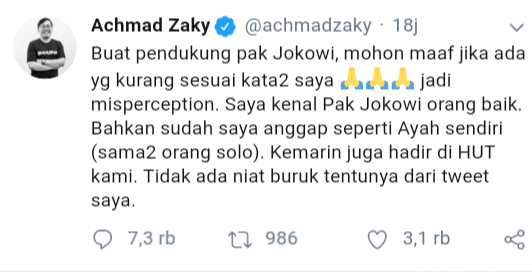 Achmad Zaky @achmadzaky · 18j
Buat pendukung pak Jokowi, mohon maaf jika ada
yg kurang sesuai kata2 saya 🙏🙏🙏 jadi
misperception. Saya kenal Pak Jokowi orang baik.
Bahkan sudah saya anggap seperti Ayah sendiri
(sama2 orang solo). Kemarin juga hadir di HUT
kami. Tidak ada niat buruk tentunya dari tweet
saya.
7,3 rb 986 3,1 rb